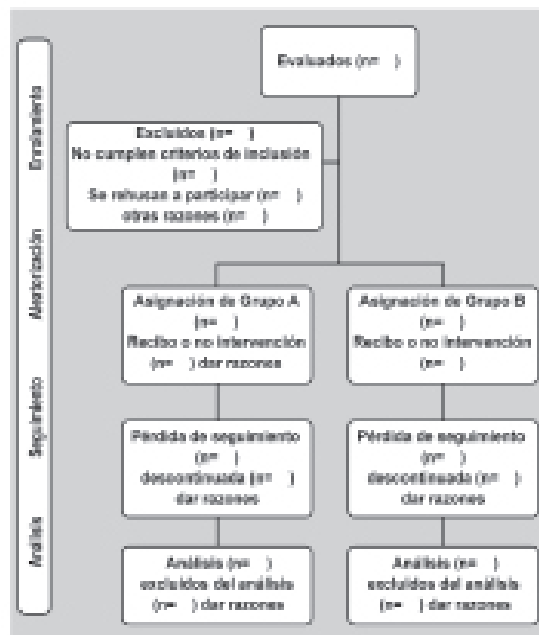 Evaluados (n=   )
Enrolamiento
Excluidos (n=   )
No cumplen criterios de inclusión
(n=   )
Se rehusan a participar (n=   )
otras razones (n=   )
Aleatorización
Asignación de Grupo A
(n=   )
Recibo o no intervención
(n=   ) dar razones
Asignación de Grupo B
(n=   )
Recibo o no intervención
(n=   )
Seguimiento
Pérdida de seguimiento
(n=   )
descontinuada (n=   )
dar razones
Pérdida de seguimiento
(n=   )
descontinuada (n=   )
dar razones
Análisis
Análisis (n=   )
excluidos del análisis
(n=   ) dar razones
Análisis (n=   )
excluidos del análisis
(n=   ) dar razones